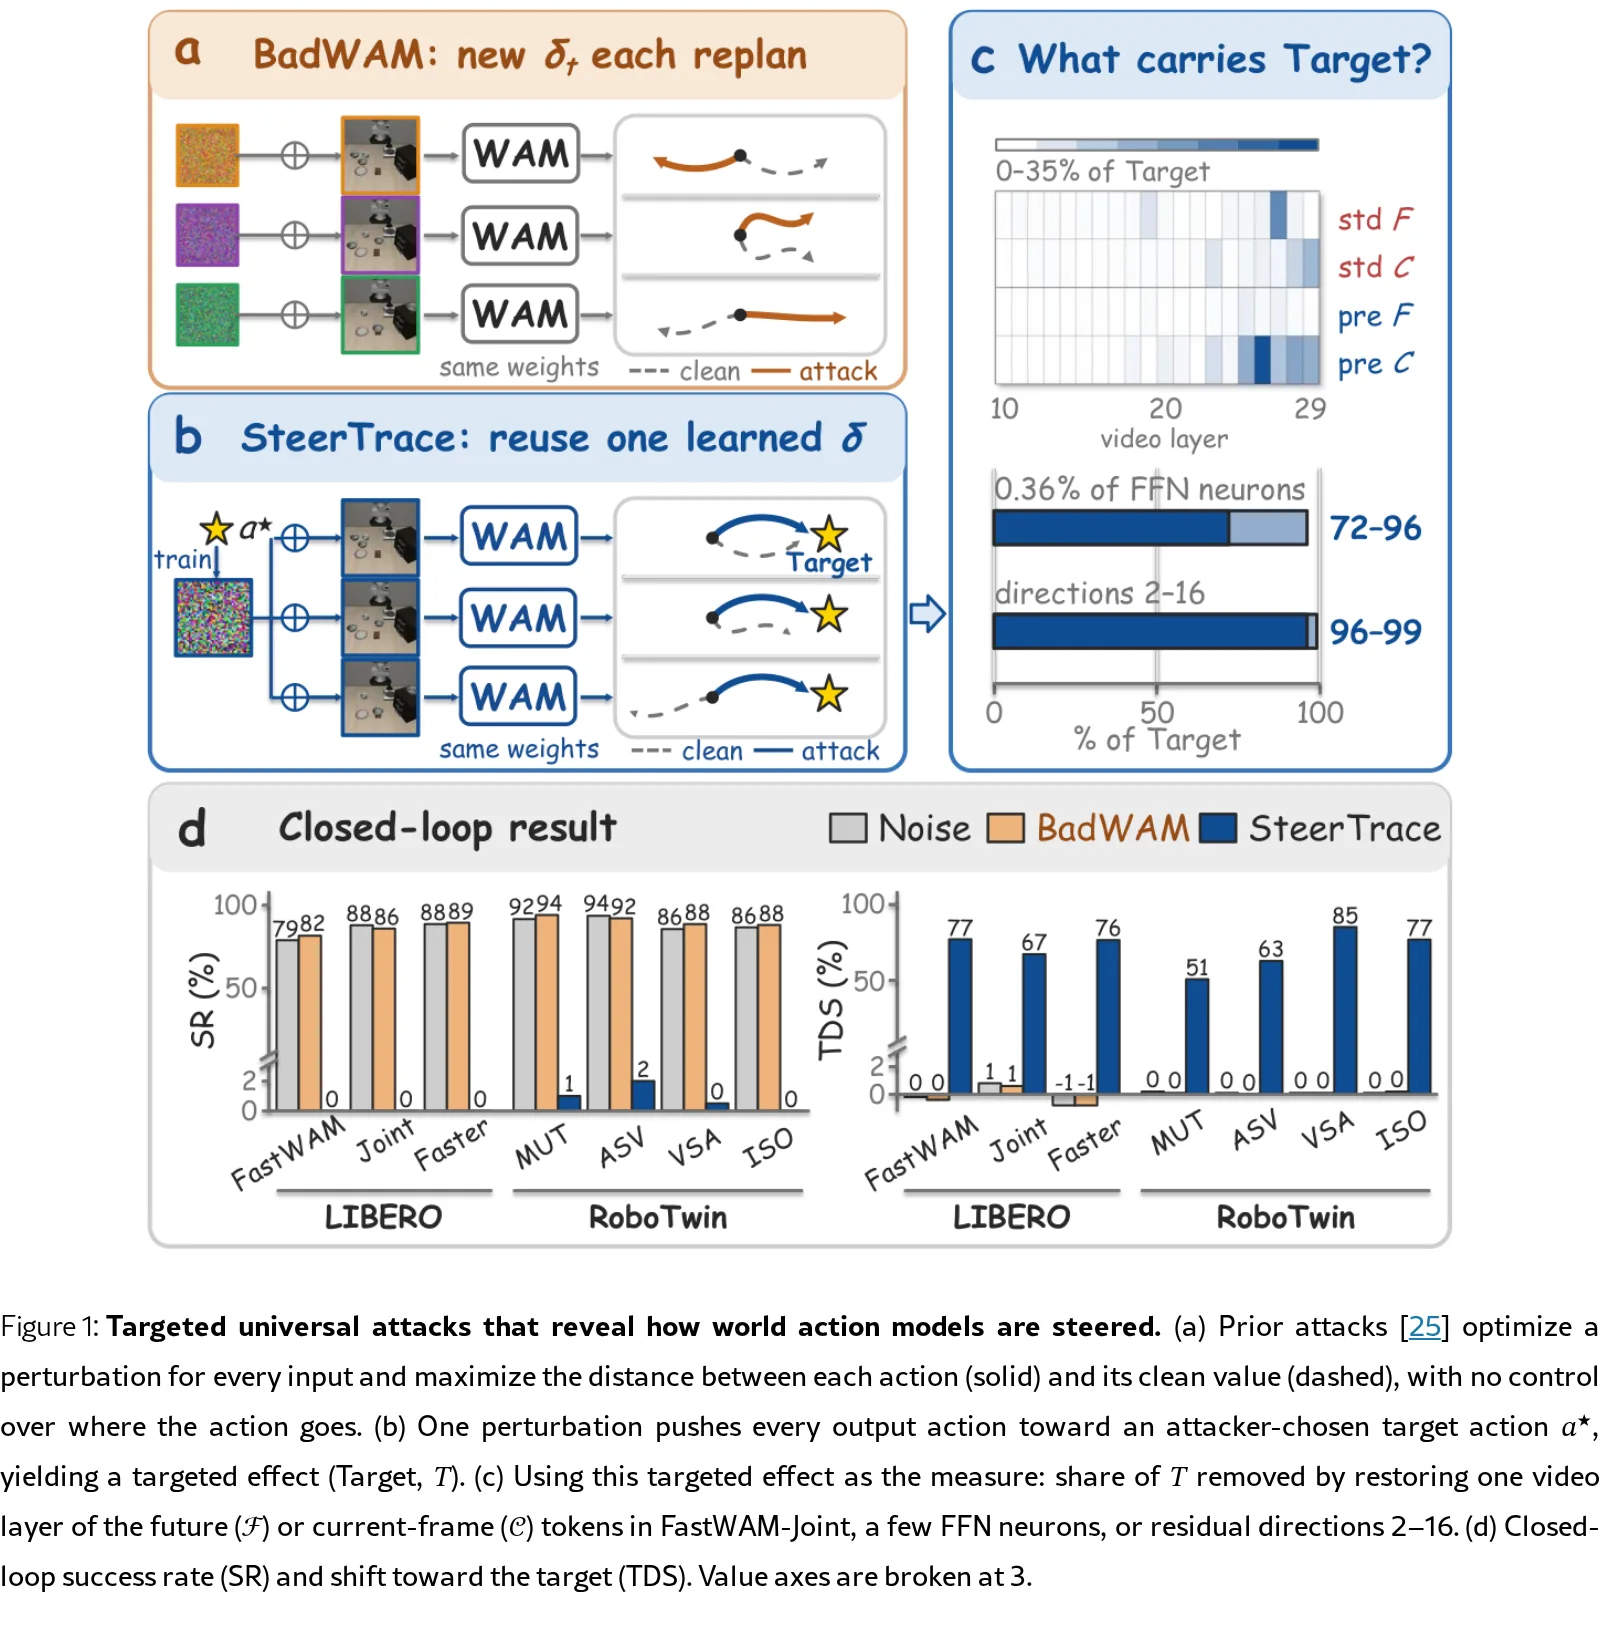 a BadWAM: new δt each replan
WAM
WAM
WAM
same weights
clean
attack
b SteerTrace: reuse one learned δ
a★
train
WAM
WAM
WAM
Target
same weights
clean
attack
c What carries Target?
0–35% of Target
std F
std C
pre F
pre C
10 20 29
video layer
0.36% of FFN neurons
72–96
directions 2–16
96–99
0 50 100
% of Target
d Closed-loop result
Noise BadWAM SteerTrace
SR (%)
100
50
2
0
79 82 0
88 86 0
88 89 0
92 94 1
94 92 2
86 88 0
86 88 0
FastWAM Joint Faster MUT ASV VSA ISO
LIBERO RoboTwin
TDS (%)
100
50
2
0
0 0 77
1 1 67
-1 -1 76
0 0 51
0 0 63
0 0 85
0 0 77
FastWAM Joint Faster MUT ASV VSA ISO
LIBERO RoboTwin
Figure 1: Targeted universal attacks that reveal how world action models are steered. (a) Prior attacks [25] optimize a
perturbation for every input and maximize the distance between each action (solid) and its clean value (dashed), with no control
over where the action goes. (b) One perturbation pushes every output action toward an attacker-chosen target action a★,
yielding a targeted effect (Target, T). (c) Using this targeted effect as the measure: share of T removed by restoring one video
layer of the future (ℱ) or current-frame (𝒞) tokens in FastWAM-Joint, a few FFN neurons, or residual directions 2–16. (d) Closed-
loop success rate (SR) and shift toward the target (TDS). Value axes are broken at 3.